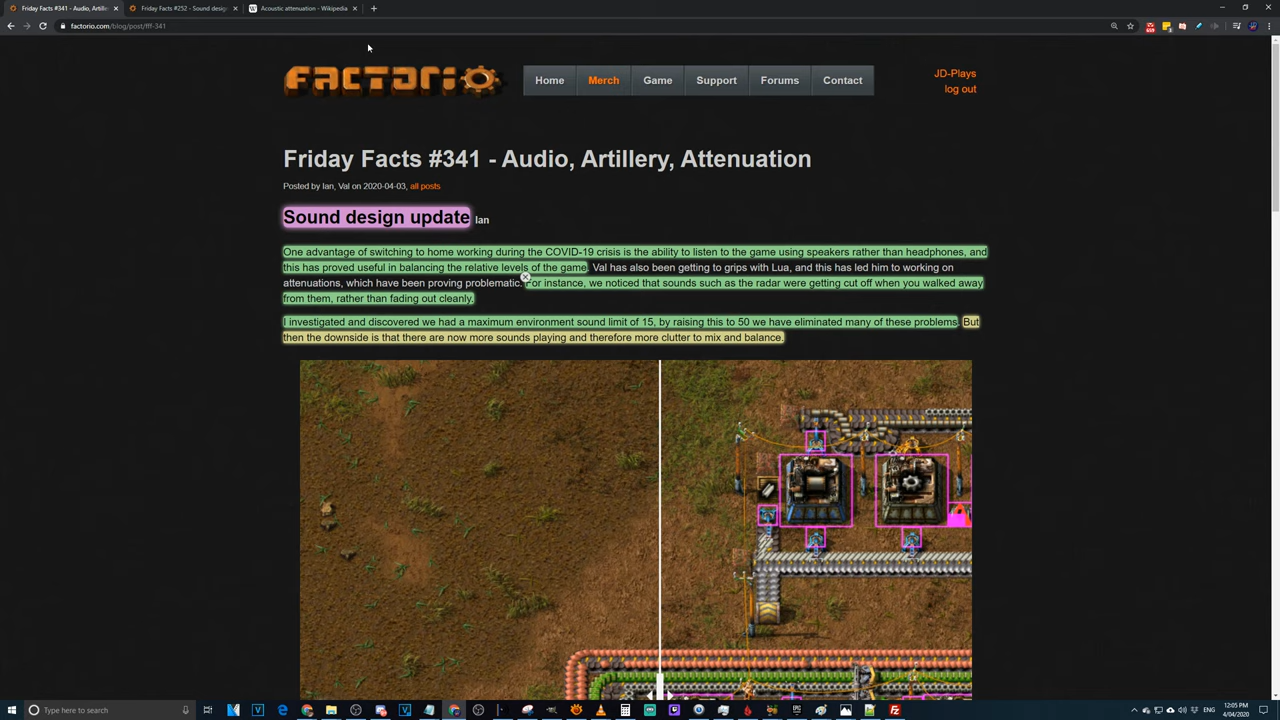 Friday Facts #341 - Audio, Artille
Friday Facts #252 - Sound desig
Acoustic attenuation - Wikipedia
factorio.com/blog/post/fff-341
FACTORIO
Home
Merch
Game
Support
Forums
Contact
JD-Plays
log out
Friday Facts #341 - Audio, Artillery, Attenuation
Posted by Ian, Val on 2020-04-03, all posts
Sound design update Ian
One advantage of switching to home working during the COVID-19 crisis is the ability to listen to the game using speakers rather than headphones, and
this has proved useful in balancing the relative levels of the game. Val has also been getting to grips with Lua, and this has led him to working on
attenuations, which have been proving problematic. For instance, we noticed that sounds such as the radar were getting cut off when you walked away
from them, rather than fading out cleanly.
I investigated and discovered we had a maximum environment sound limit of 15, by raising this to 50 we have eliminated many of these problems. But
then the downside is that there are now more sounds playing and therefore more clutter to mix and balance.
Type here to search
ENG
12:05 PM
4/04/2020